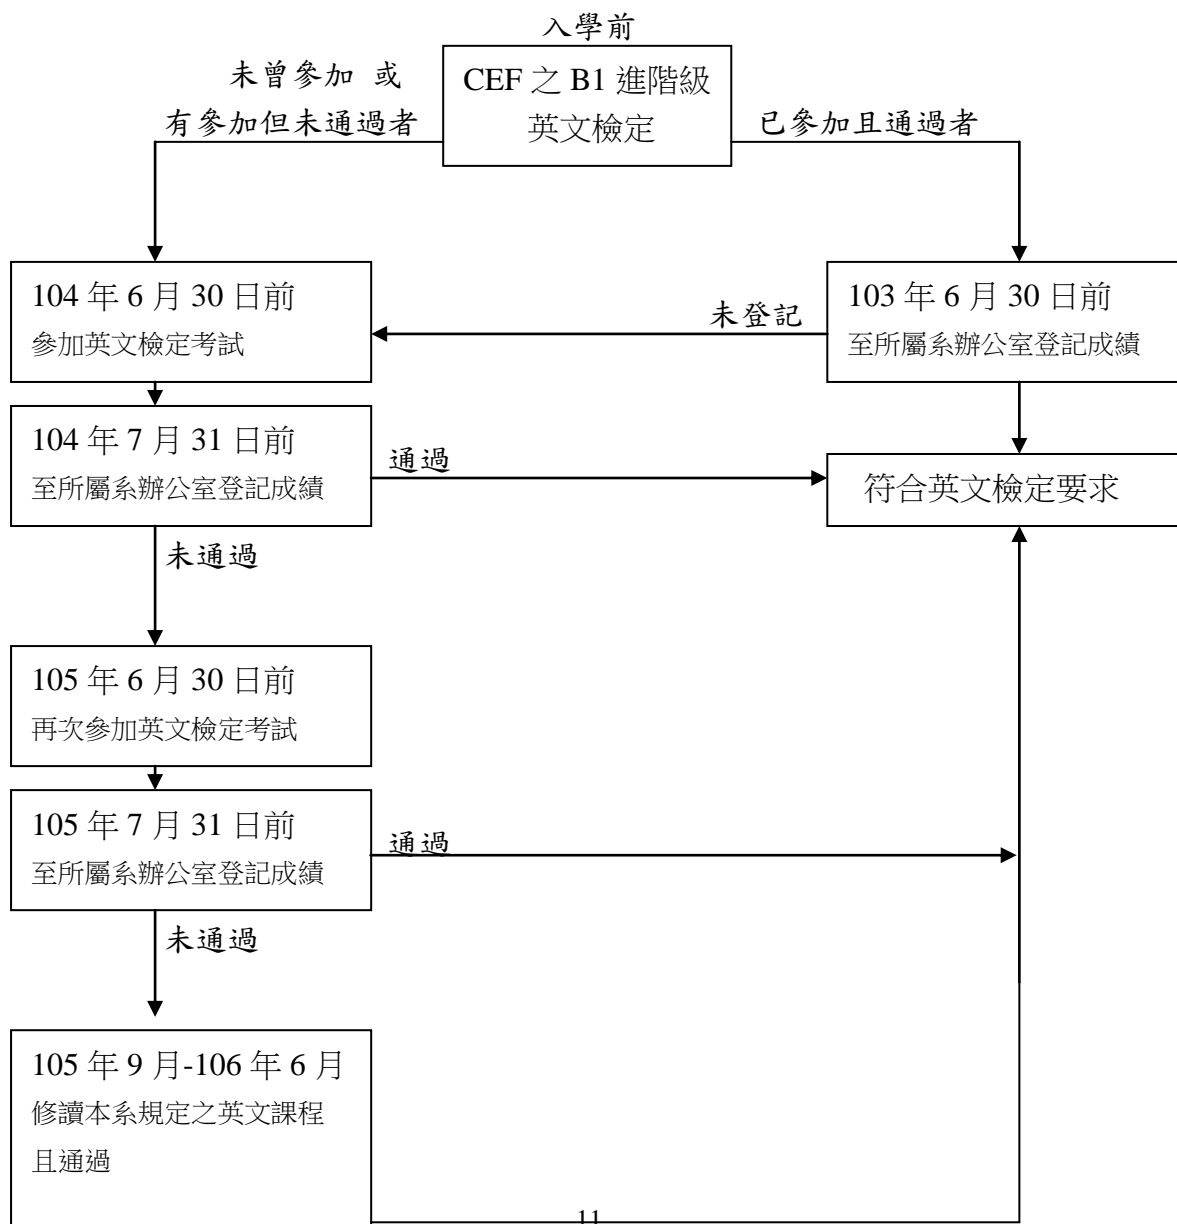 入學前
CEF 之 B1 進階級
英文檢定
未曾參加 或
有參加但未通過者
已參加且通過者
104 年 6 月 30 日前
參加英文檢定考試
未登記
103 年 6 月 30 日前
至所屬系辦公室登記成績
104 年 7 月 31 日前
至所屬系辦公室登記成績
通過
符合英文檢定要求
未通過
105 年 6 月 30 日前
再次參加英文檢定考試
105 年 7 月 31 日前
至所屬系辦公室登記成績
通過
未通過
105 年 9 月-106 年 6 月
修讀本系規定之英文課程
且通過
11